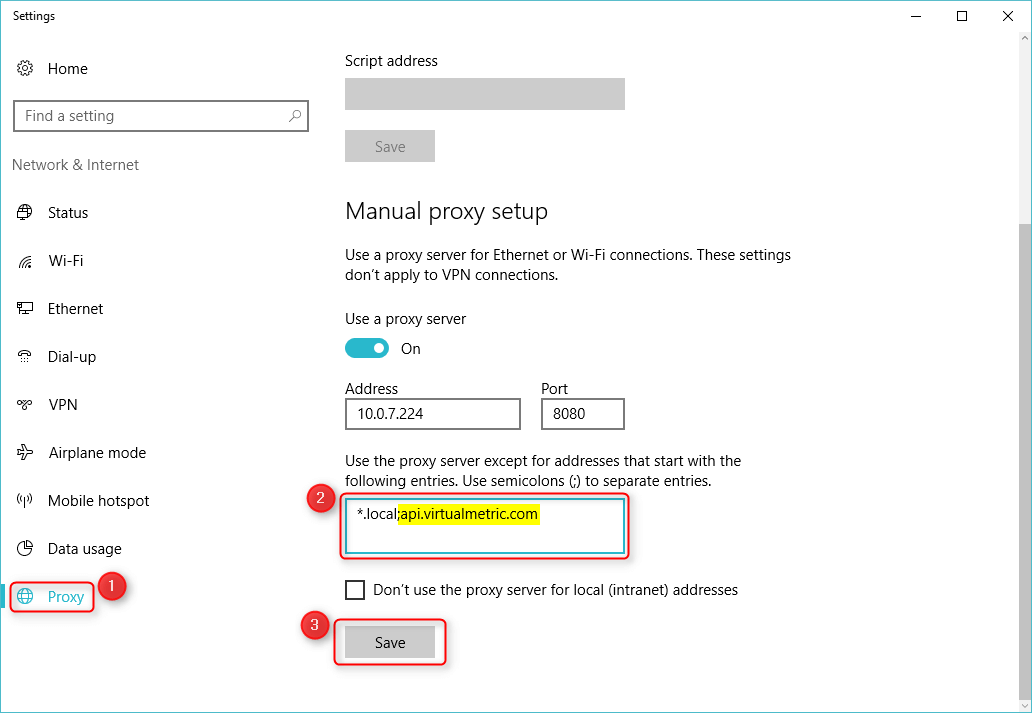 Settings
Home
Find a setting
Network & Internet
Status
Wi-Fi
Ethernet
Dial-up
VPN
Airplane mode
Mobile hotspot
Data usage
Proxy
1
Script address
Save
Manual proxy setup
Use a proxy server for Ethernet or Wi-Fi connections. These settings
don't apply to VPN connections.
Use a proxy server
On
Address Port
10.0.7.224 8080
Use the proxy server except for addresses that start with the
following entries. Use semicolons (;) to separate entries.
2
*.local;api.virtualmetric.com
Don't use the proxy server for local (intranet) addresses
3
Save